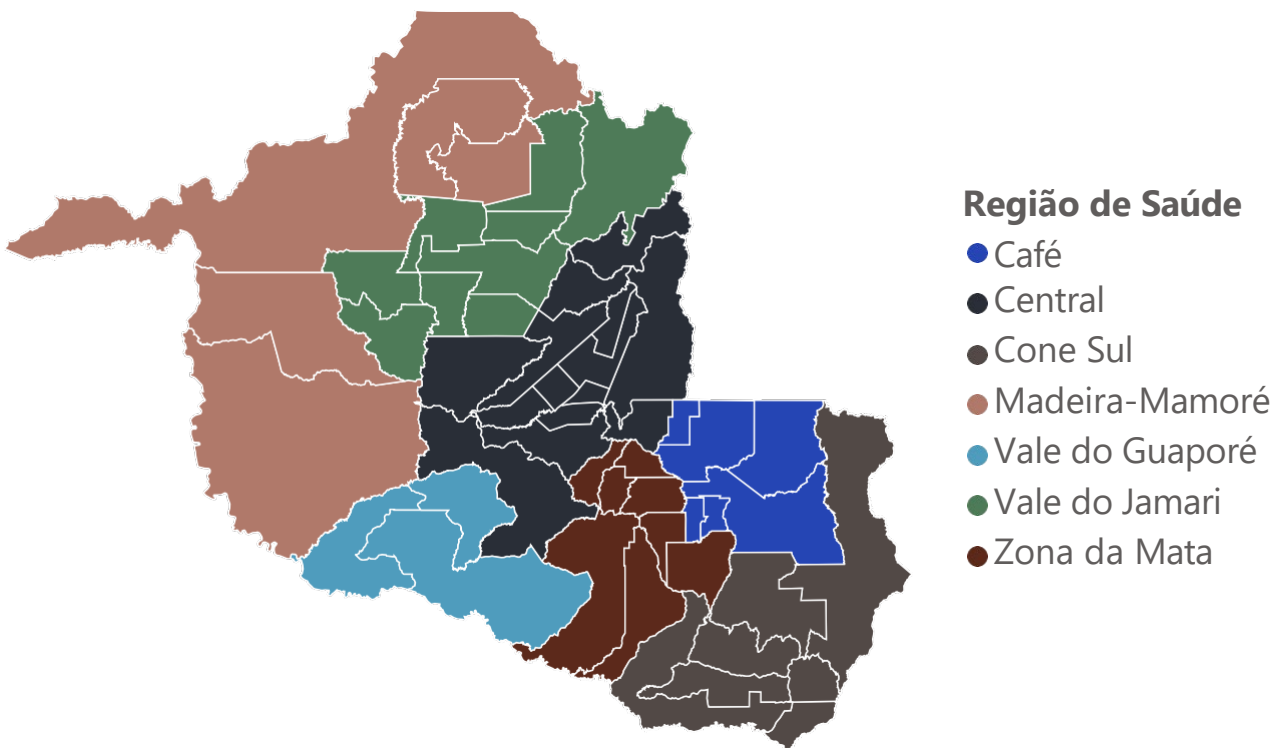 Região de Saúde
Café
Central
Cone Sul
Madeira-Mamoré
Vale do Guaporé
Vale do Jamari
Zona da Mata